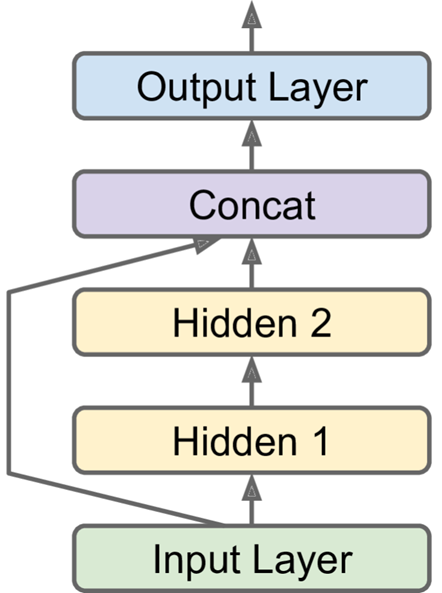 Output Layer
Concat
Hidden 2
Hidden 1
Input Layer